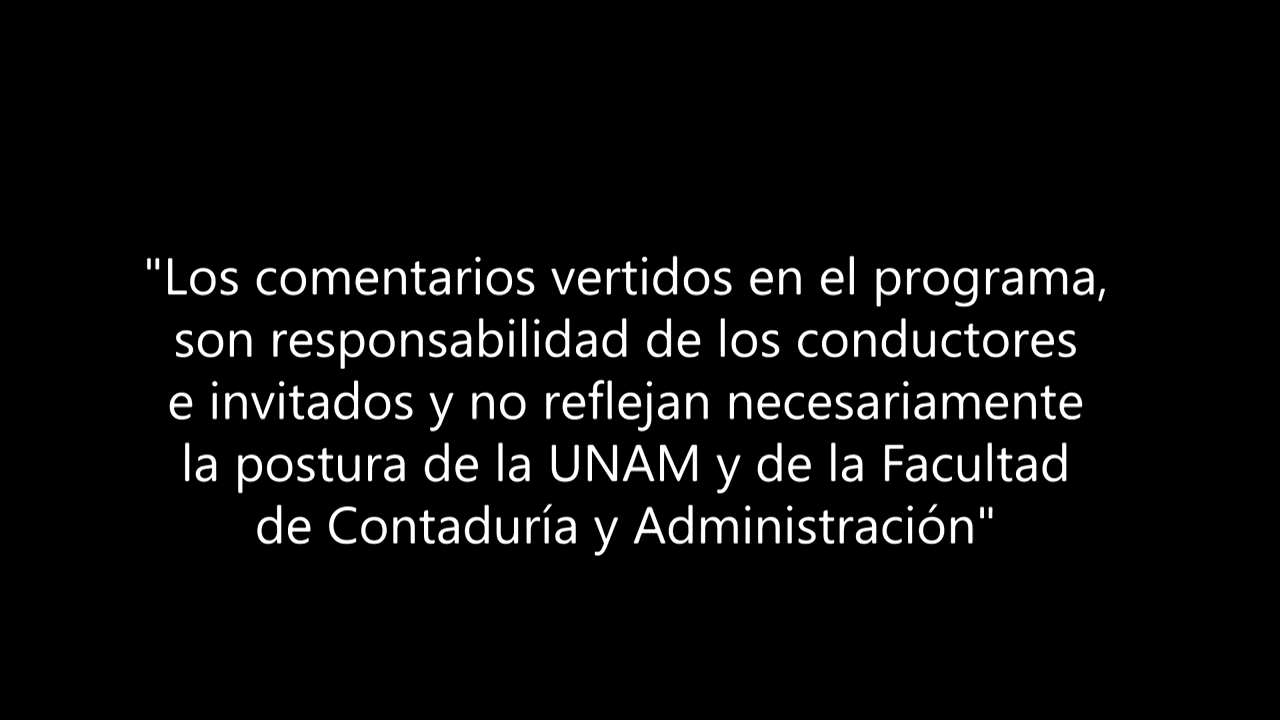 "Los comentarios vertidos en el programa,
son responsabilidad de los conductores
e invitados y no reflejan necesariamente
la postura de la UNAM y de la Facultad
de Contaduría y Administración"